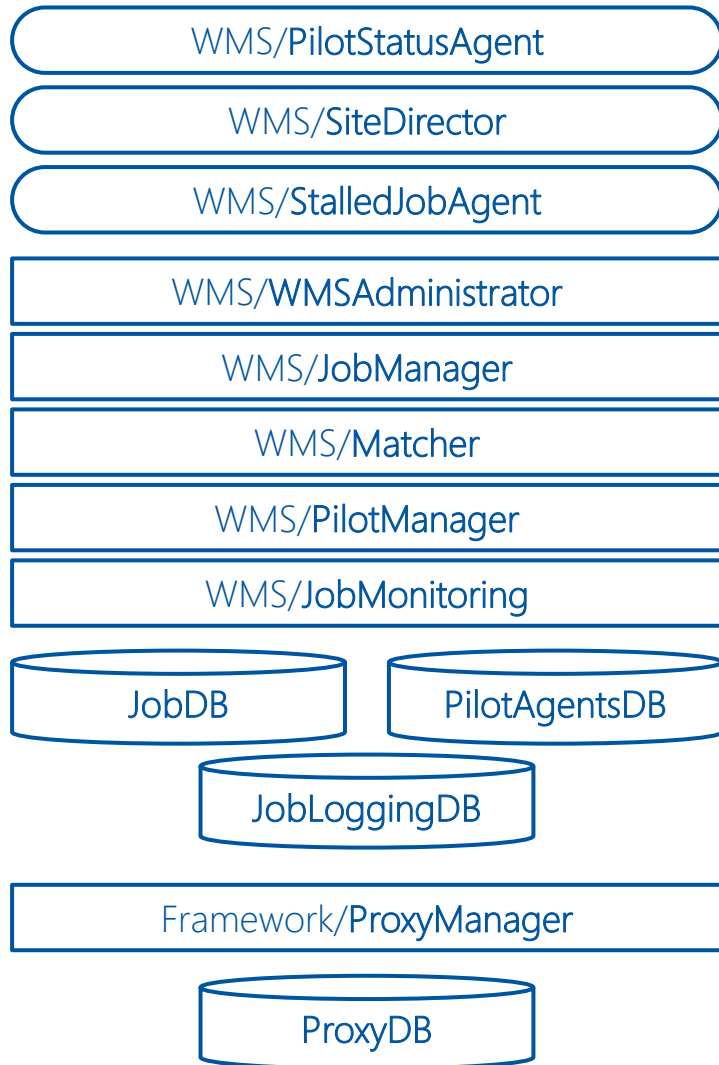 WMS/PilotStatusAgent
WMS/SiteDirector
WMS/StalledJobAgent
WMS/WMSAdministrator
WMS/JobManager
WMS/Matcher
WMS/PilotManager
WMS/JobMonitoring
JobDB PilotAgentsDB
JobLoggingDB
Framework/ProxyManager
ProxyDB